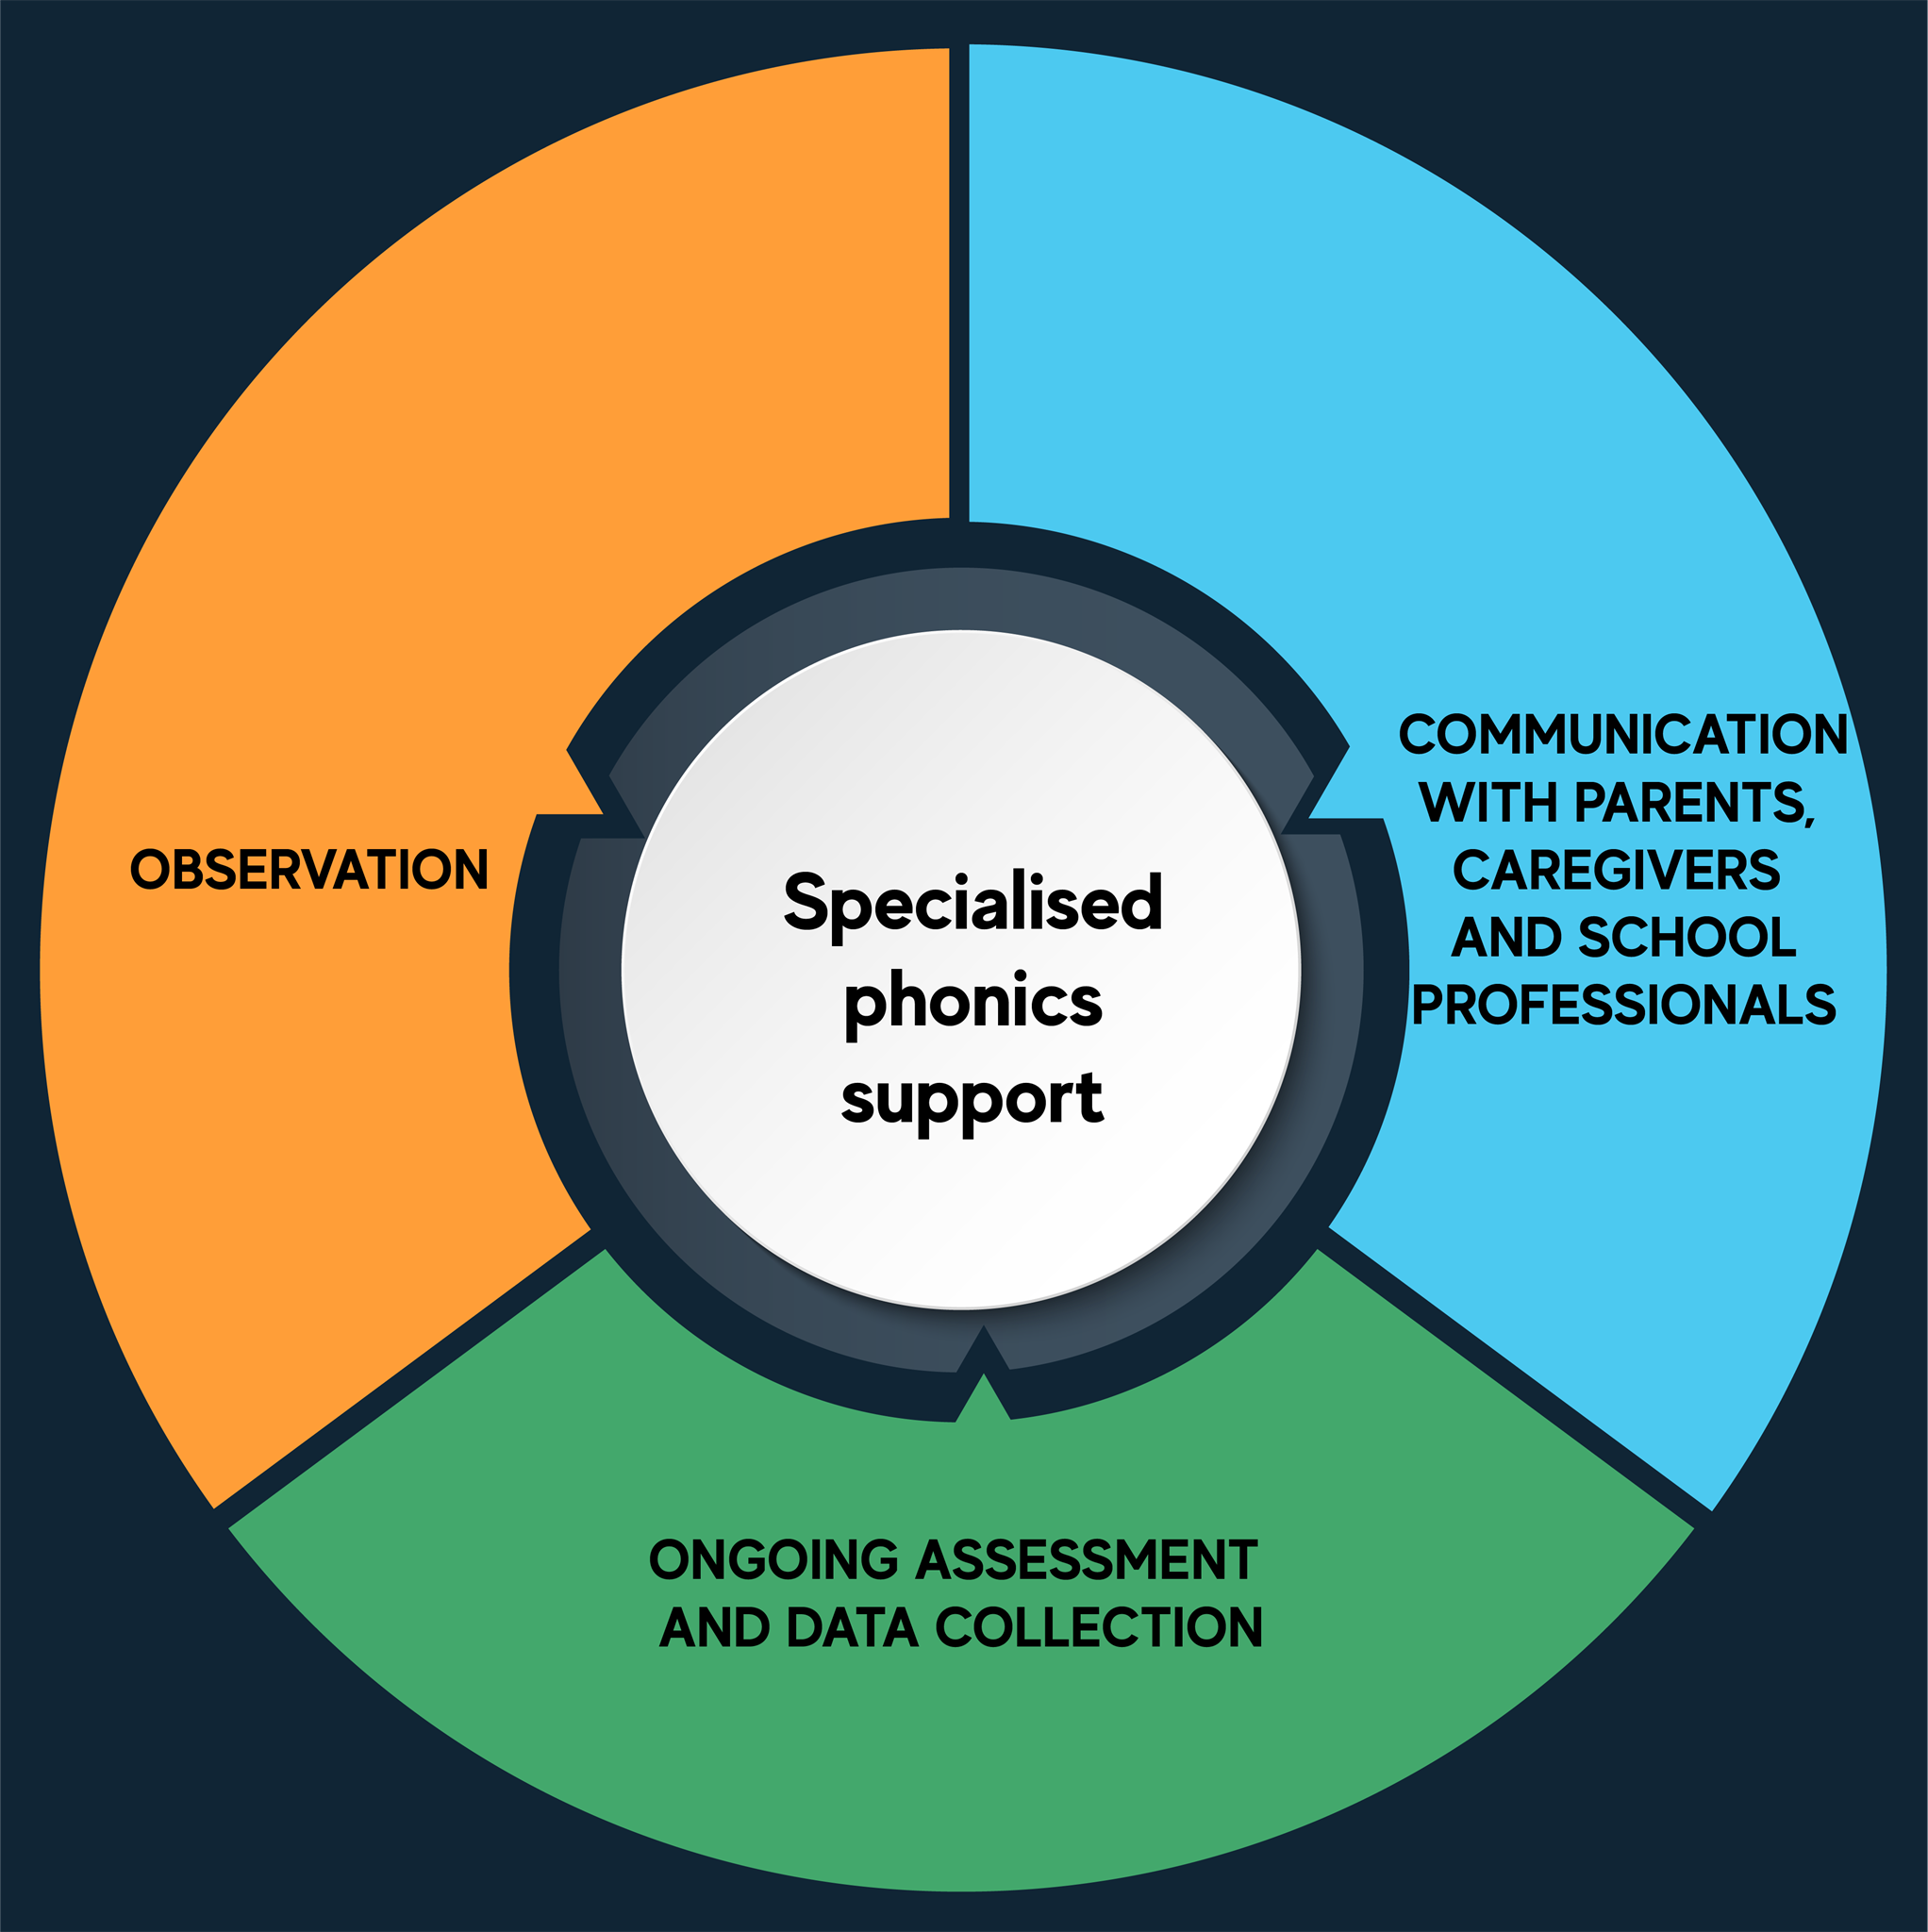 OBSERVATION
COMMUNICATION
WITH PARENTS,
CAREGIVERS
AND SCHOOL
PROFESSIONALS
Specialised
phonics
support
ONGOING ASSESSMENT
AND DATA COLLECTION